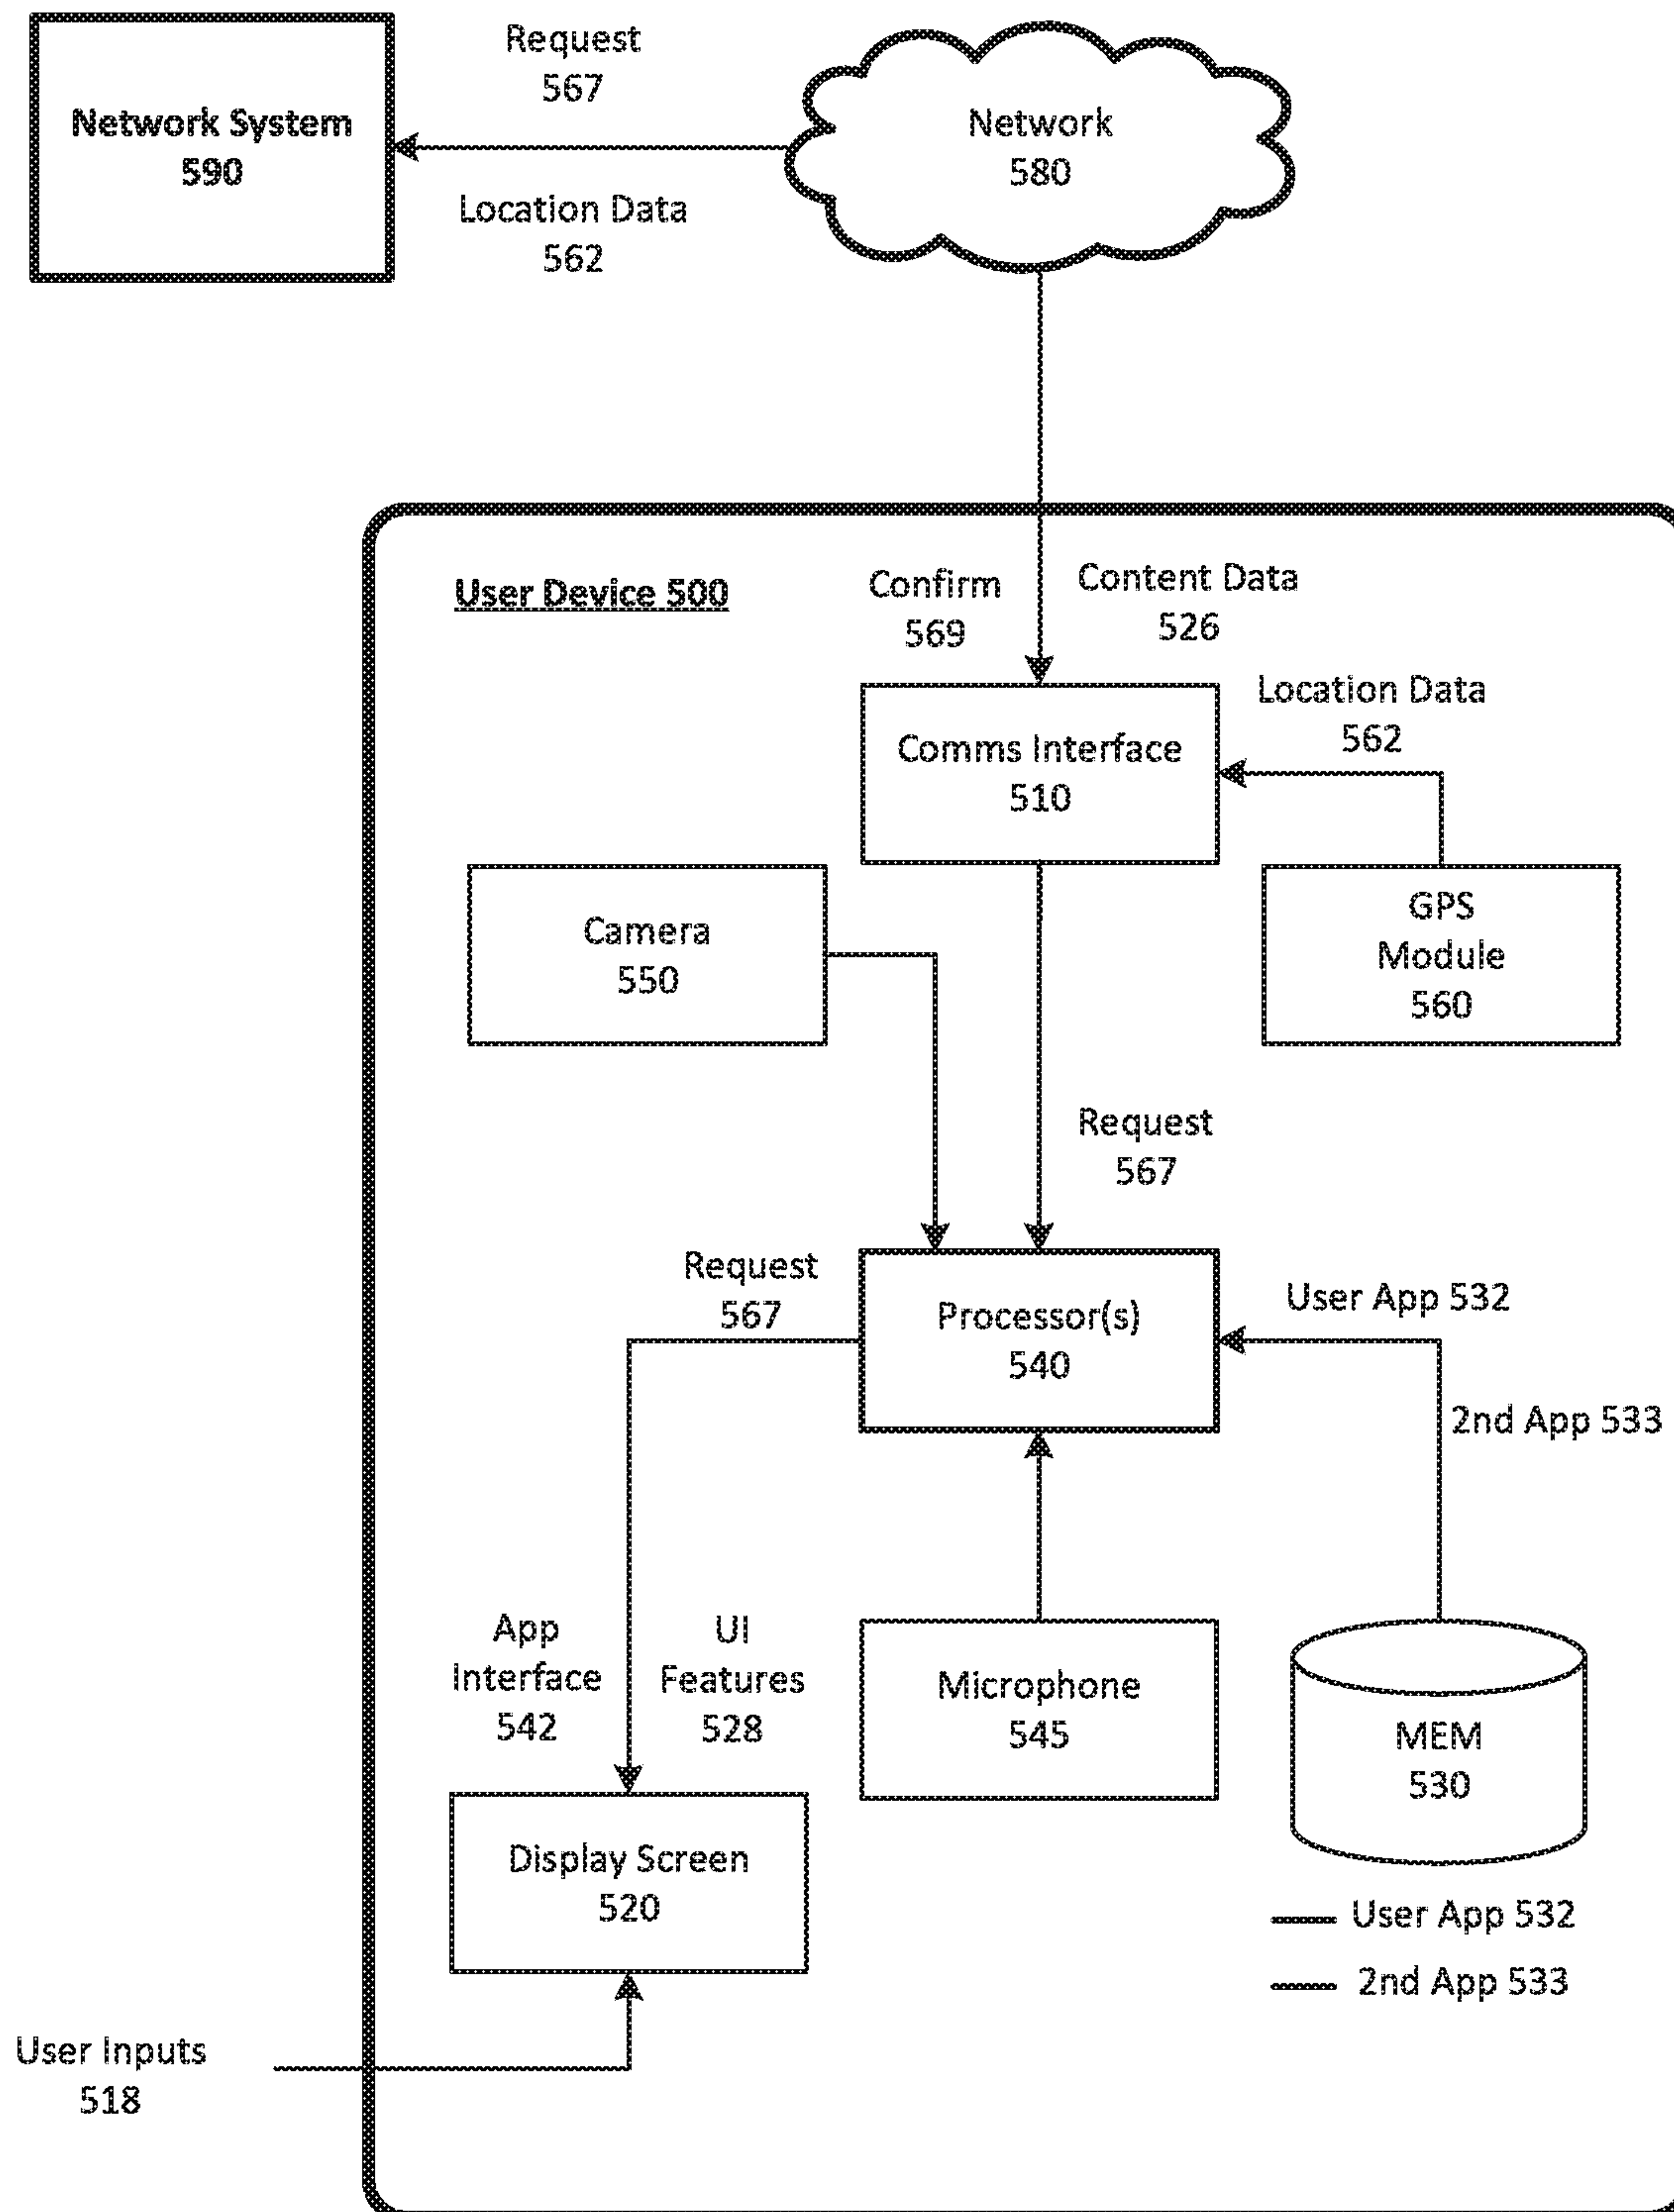 Request
567
Network System
590
Network
580
Location Data
562
User Device 500
Confirm
569
Content Data
526
Location Data
562
Comms Interface
510
Camera
550
GPS
Module
560
Request
567
Request
567
Processor(s)
540
User App 532
2nd App 533
App
Interface
542
UI
Features
528
Microphone
545
MEM
530
Display Screen
520
User App 532
2nd App 533
User Inputs
518